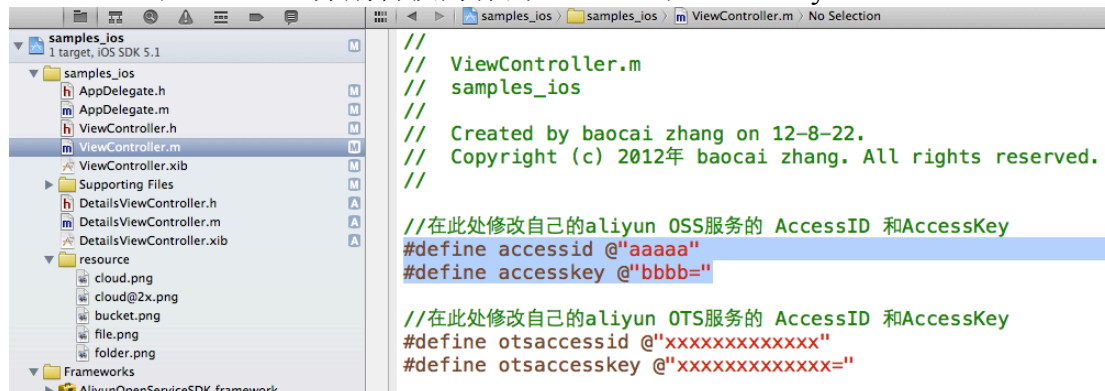 samples_ios 〉 samples_ios 〉 ViewController.m 〉 No Selection
samples_ios
1 target, iOS SDK 5.1
samples_ios
AppDelegate.h
AppDelegate.m
ViewController.h
ViewController.m
ViewController.xib
Supporting Files
DetailsViewController.h
DetailsViewController.m
DetailsViewController.xib
resource
cloud.png
cloud@2x.png
bucket.png
file.png
folder.png
Frameworks
AliyunOpenServiceSDK.framework
//
//  ViewController.m
//  samples_ios
//
//  Created by baocai zhang on 12-8-22.
//  Copyright (c) 2012年 baocai zhang. All rights reserved.
//
//在此处修改自己的aliyun OSS服务的 AccessID 和AccessKey
#define accessid @"aaaaa"
#define accesskey @"bbbb="
//在此处修改自己的aliyun OTS服务的 AccessID 和AccessKey
#define otsaccessid @"xxxxxxxxxxxxx"
#define otsaccesskey @"xxxxxxxxxxxxx="